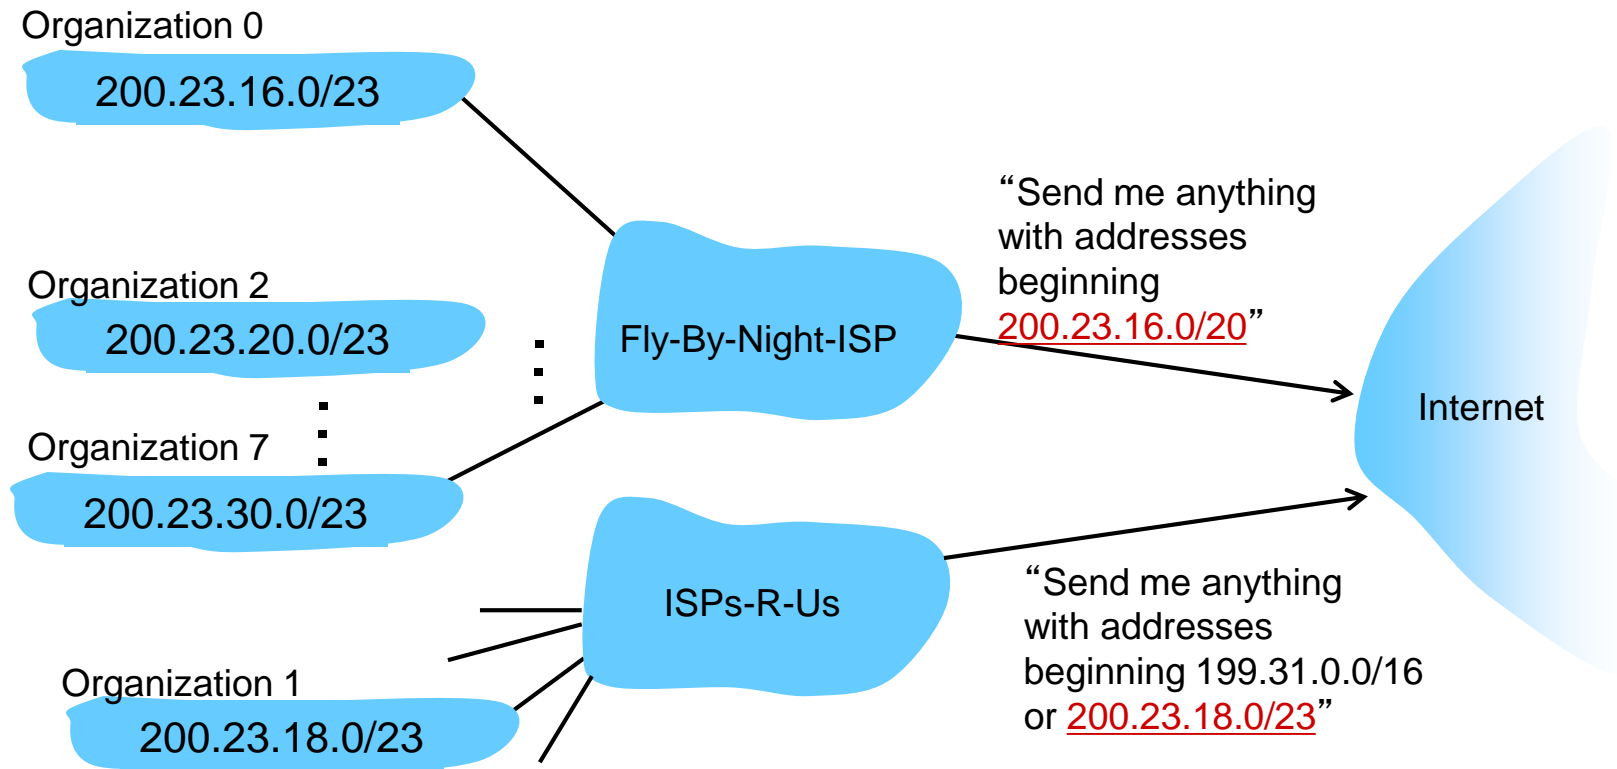 Organization 0
200.23.16.0/23
Organization 2
200.23.20.0/23
Organization 7
200.23.30.0/23
Fly-By-Night-ISP
“Send me anything
with addresses
beginning
200.23.16.0/20”
Internet
ISPs-R-Us
Organization 1
200.23.18.0/23
“Send me anything
with addresses
beginning 199.31.0.0/16
or 200.23.18.0/23”